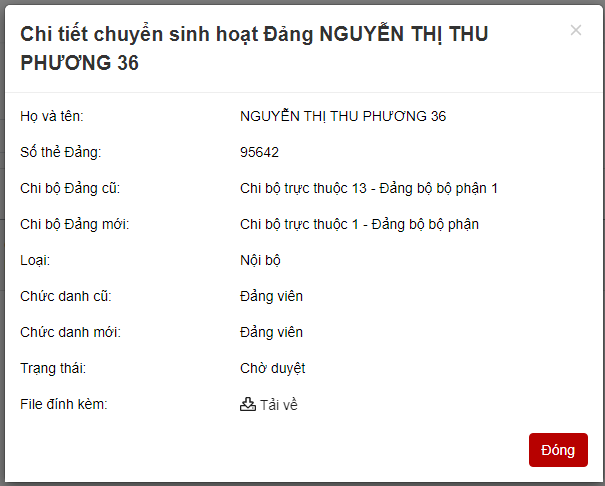 Chi tiết chuyển sinh hoạt Đảng NGUYỄN THỊ THU
PHƯƠNG 36
×
Họ và tên: NGUYỄN THỊ THU PHƯƠNG 36
Số thẻ Đảng: 95642
Chi bộ Đảng cũ: Chi bộ trực thuộc 13 - Đảng bộ bộ phận 1
Chi bộ Đảng mới: Chi bộ trực thuộc 1 - Đảng bộ bộ phận
Loại: Nội bộ
Chức danh cũ: Đảng viên
Chức danh mới: Đảng viên
Trạng thái: Chờ duyệt
File đính kèm: Tải về
Đóng